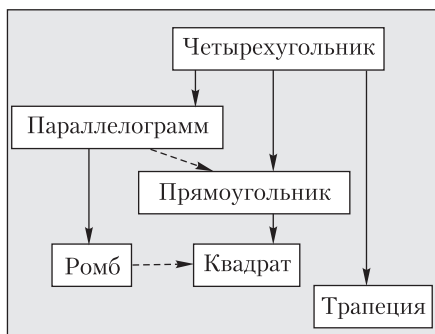 Четырехугольник
Параллелограмм
Прямоугольник
Ромб
Квадрат
Трапеция